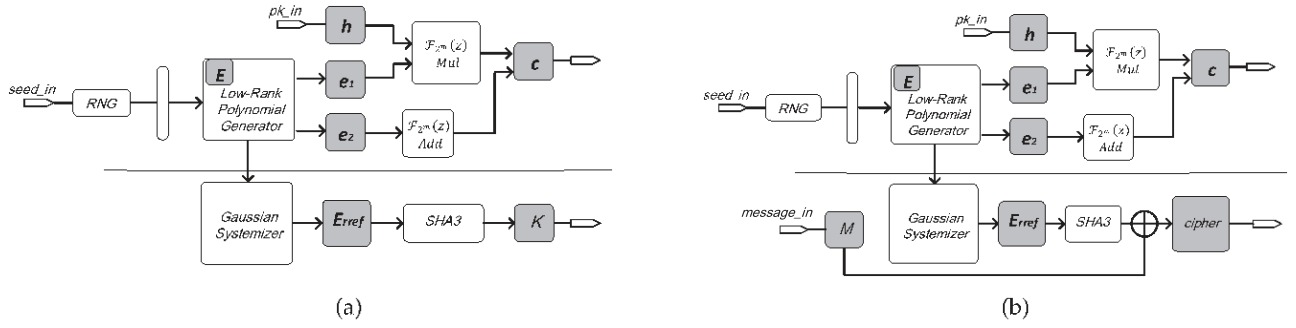 pk_in
h
F₂ᵐ(z)
Mul
c
seed_in
RNG
E
Low-Rank
Polynomial
Generator
e₁
e₂
F₂ᵐ(z)
Add
Gaussian
Systemizer
Erref
SHA3
K
(a)
pk_in
h
F₂ᵐ(z)
Mul
c
seed_in
RNG
E
Low-Rank
Polynomial
Generator
e₁
e₂
F₂ᵐ(z)
Add
message_in
M
Gaussian
Systemizer
Erref
SHA3
cipher
(b)